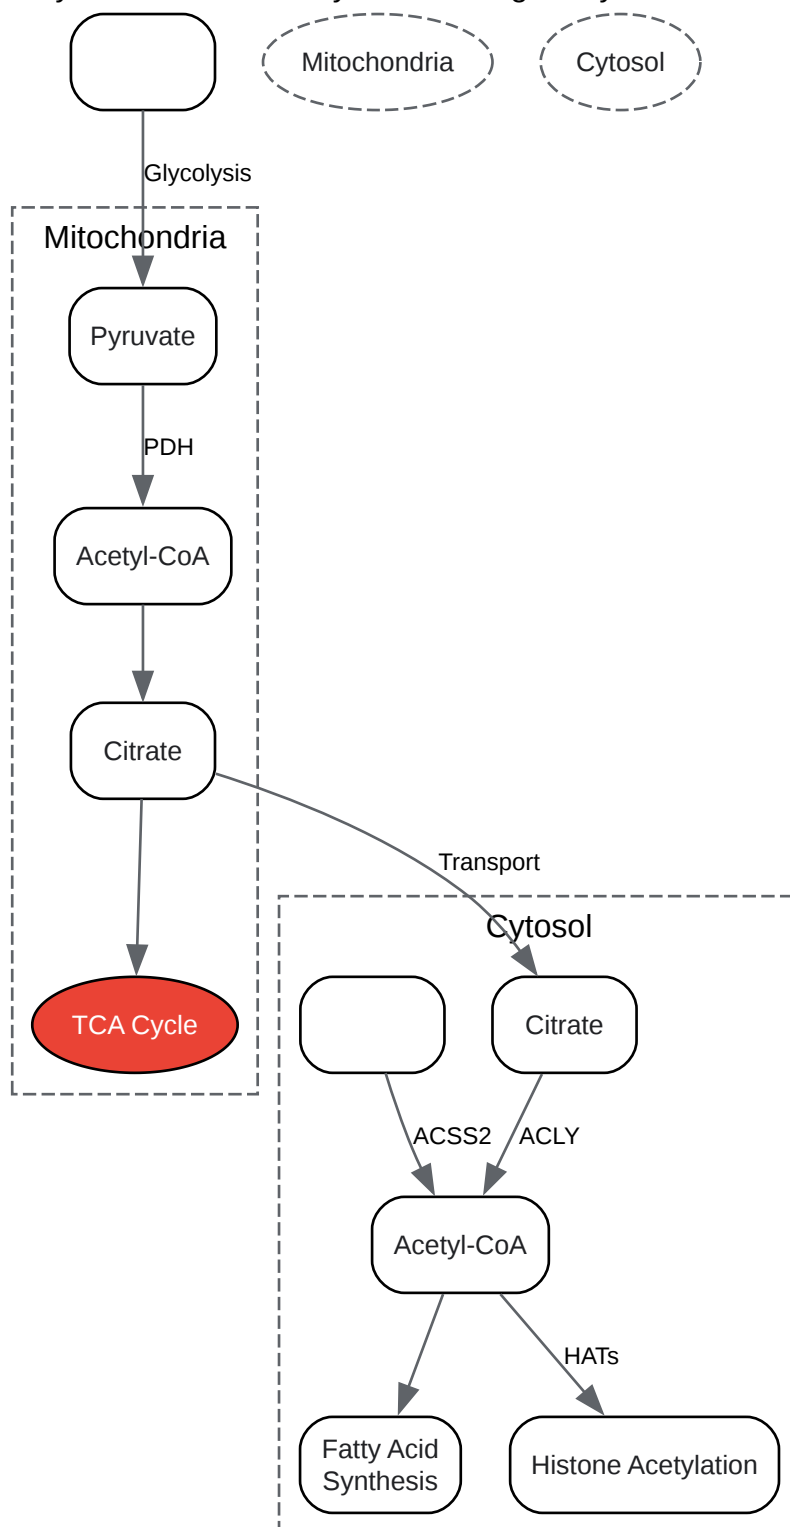 Mitochondria
Cytosol
Glycolysis
Mitochondria
Pyruvate
PDH
Acetyl-CoA
Citrate
Transport
Cytosol
TCA Cycle
Citrate
ACSS2
ACLY
Acetyl-CoA
HATs
Fatty Acid
Synthesis
Histone Acetylation